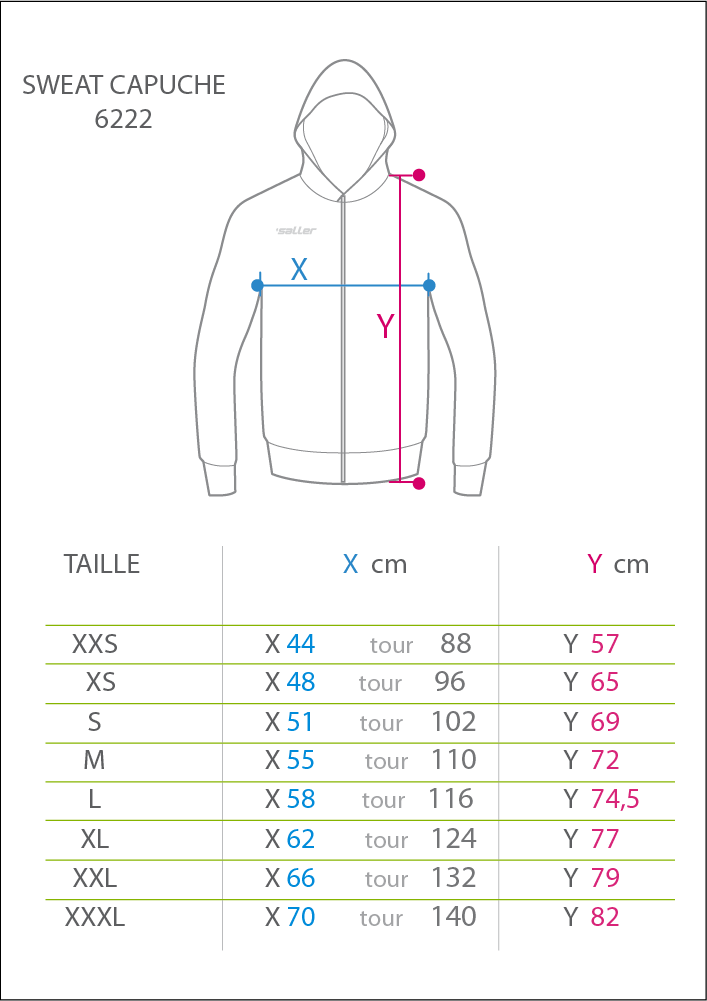 SWEAT CAPUCHE
6222
saller
X
Y
TAILLE X cm Y cm
XXS X 44 tour 88 Y 57
XS X 48 tour 96 Y 65
S X 51 tour 102 Y 69
M X 55 tour 110 Y 72
L X 58 tour 116 Y 74,5
XL X 62 tour 124 Y 77
XXL X 66 tour 132 Y 79
XXXL X 70 tour 140 Y 82